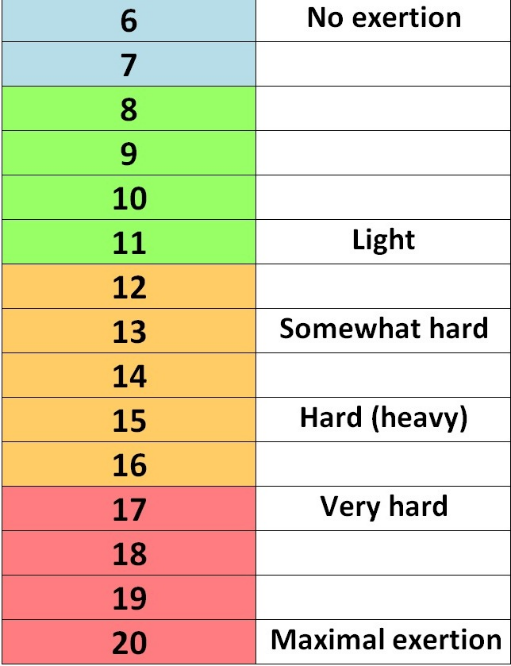 6 No exertion
7
8
9
10
11 Light
12
13 Somewhat hard
14
15 Hard (heavy)
16
17 Very hard
18
19
20 Maximal exertion